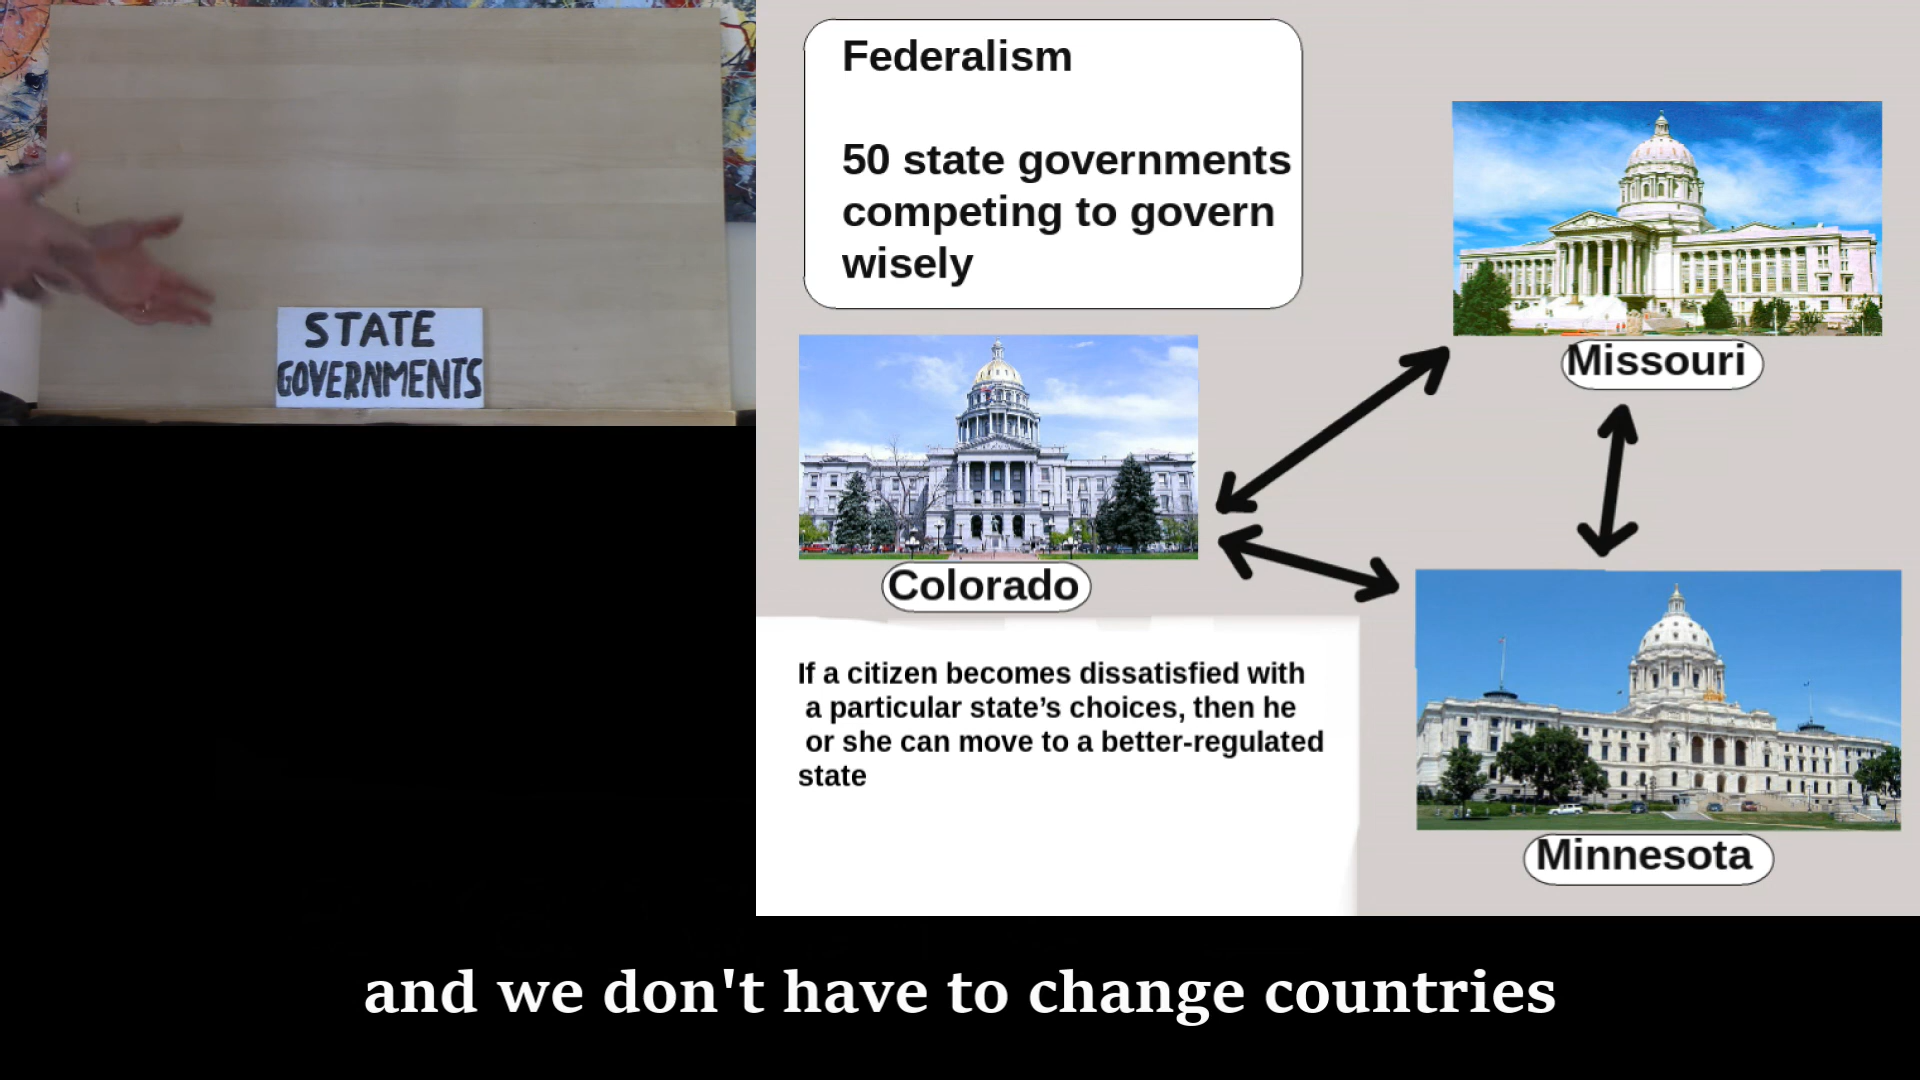 STATE
GOVERNMENTS
Federalism
50 state governments
competing to govern
wisely
Missouri
Colorado
If a citizen becomes dissatisfied with
a particular state's choices, then he
or she can move to a better-regulated
state
Minnesota
and we don't have to change countries